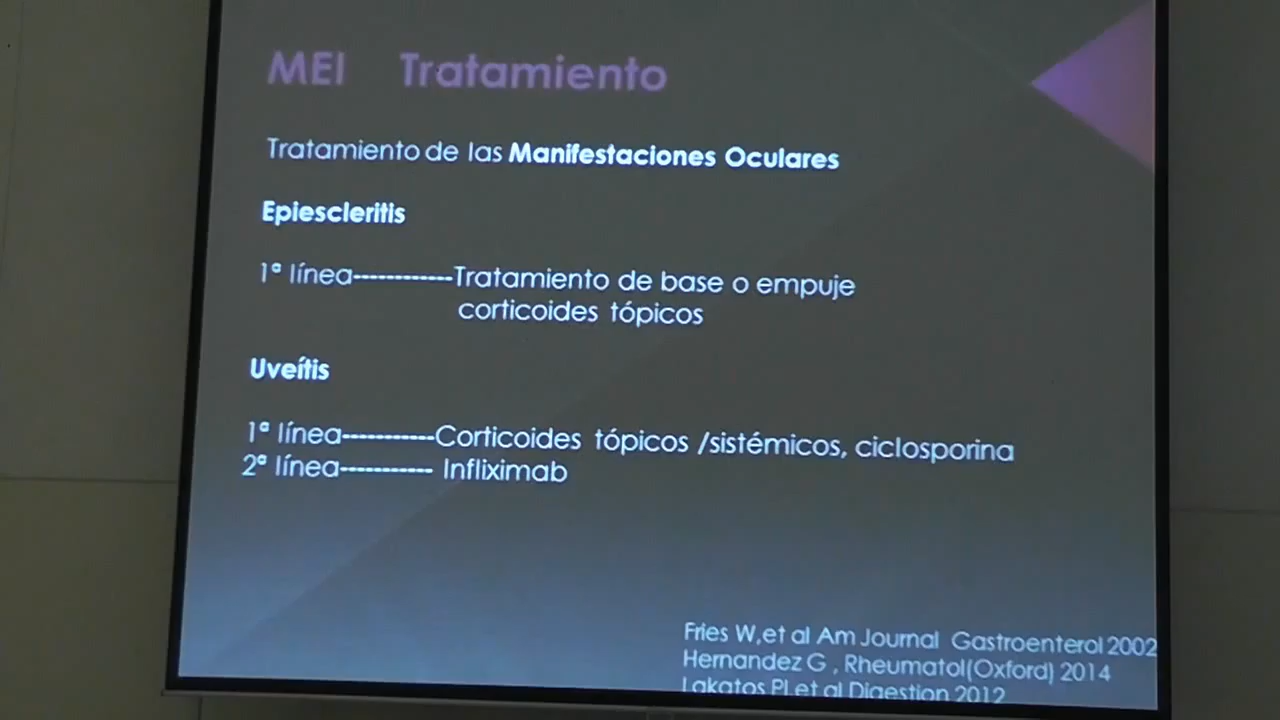 MEI Tratamiento
Tratamiento de las Manifestaciones Oculares
Epiescleritis
1ª línea------------Tratamiento de base o empuje
corticoides tópicos
Uveítis
1ª línea-----------Corticoides tópicos /sistémicos, ciclosporina
2ª línea----------- Infliximab
Fries W,et al Am Journal Gastroenterol 2002
Hernandez G , Rheumatol(Oxford) 2014
Lakatos PL et al Digestion 2012